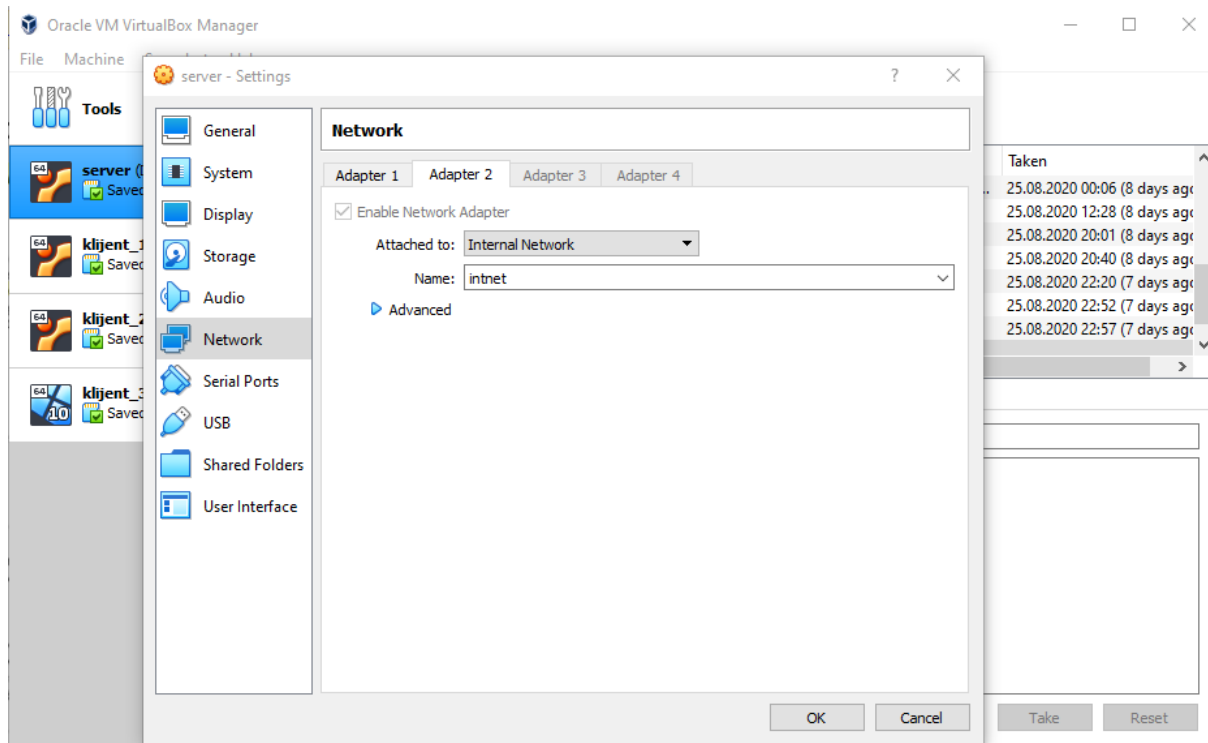 Oracle VM VirtualBox Manager
File Machine
server - Settings
?
Tools
General
System
Display
Storage
Audio
Network
Serial Ports
USB
Shared Folders
User Interface
Network
Adapter 1 Adapter 2 Adapter 3 Adapter 4
Enable Network Adapter
Attached to: Internal Network
Name: intnet
Advanced
OK Cancel
64 server
Saved
64 klijent_1
Saved
64 klijent_2
Saved
64 10 klijent_3
Saved
Taken
25.08.2020 00:06 (8 days ago
25.08.2020 12:28 (8 days ago
25.08.2020 20:01 (8 days ago
25.08.2020 20:40 (8 days ago
25.08.2020 22:20 (7 days ago
25.08.2020 22:52 (7 days ago
25.08.2020 22:57 (7 days ago
Take Reset